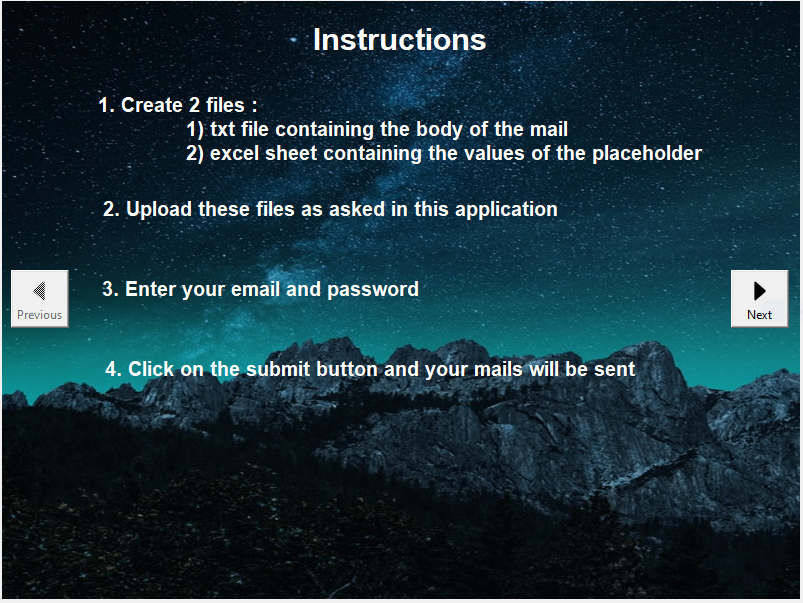 Instructions
1. Create 2 files :
1) txt file containing the body of the mail
2) excel sheet containing the values of the placeholder
2. Upload these files as asked in this application
3. Enter your email and password
Previous
Next
4. Click on the submit button and your mails will be sent